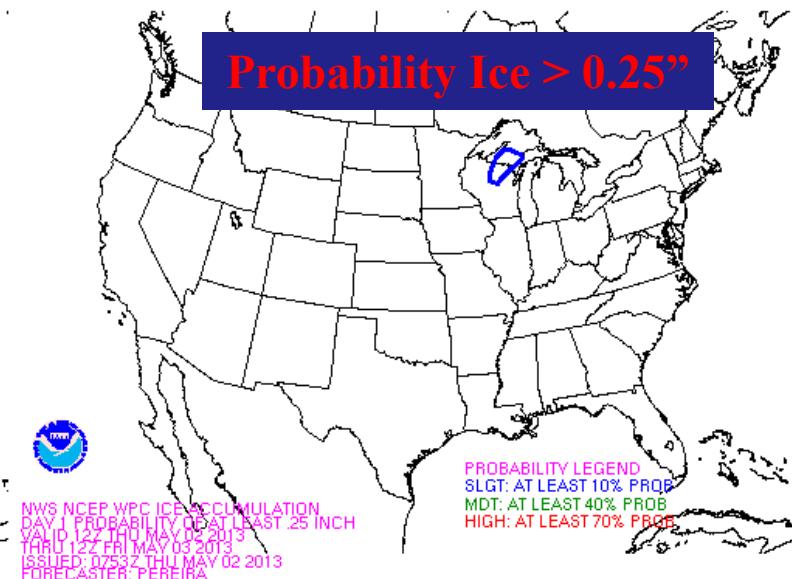 Probability Ice > 0.25”
PROBABILITY LEGEND
SLGT: AT LEAST 10% PROB
MDT: AT LEAST 40% PROB
HIGH: AT LEAST 70% PROB
NWS NCEP WPC ICE ACCUMULATION
DAY 1 PROBABILITY OF AT LEAST .25 INCH
VALID 12Z THU MAY 02 2013
THRU 12Z FRI MAY 03 2013
ISSUED: 0753Z THU MAY 02 2013
FORECASTER: PEREIRA